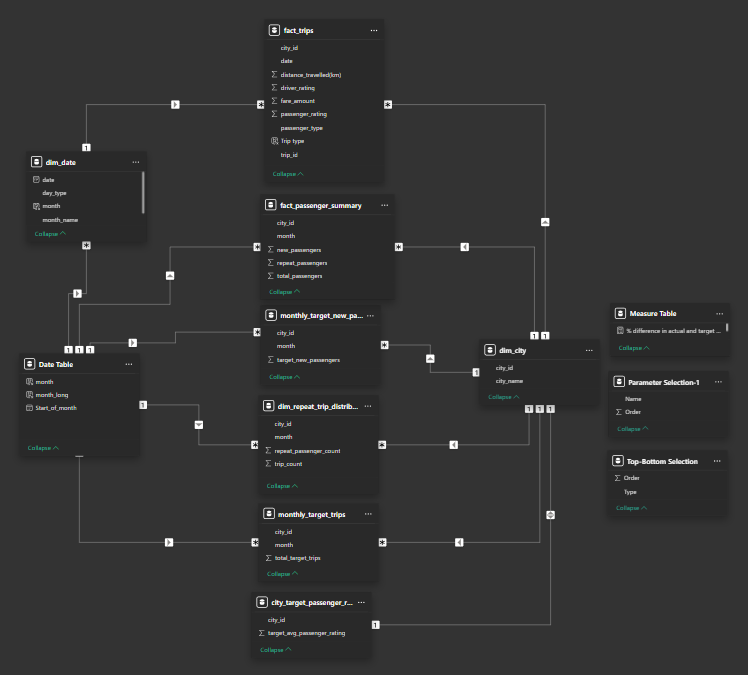 fact_trips
city_id
date
distance_travelled(km)
driver_rating
fare_amount
passenger_rating
passenger_type
Trip type
trip_id
Collapse
dim_date
date
day_type
month
month_name
Collapse
fact_passenger_summary
city_id
month
new_passengers
repeat_passengers
total_passengers
Collapse
monthly_target_new_pa...
city_id
month
target_new_passengers
Collapse
Date Table
month
month_long
Start_of_month
Collapse
dim_city
city_id
city_name
Collapse
dim_repeat_trip_distrib...
city_id
month
repeat_passenger_count
trip_count
Collapse
monthly_target_trips
city_id
month
total_target_trips
Collapse
city_target_passenger_r...
city_id
target_avg_passenger_rating
Collapse
Measure Table
% difference in actual and target ...
Collapse
Parameter Selection-1
Name
Order
Collapse
Top-Bottom Selection
Order
Type
Collapse